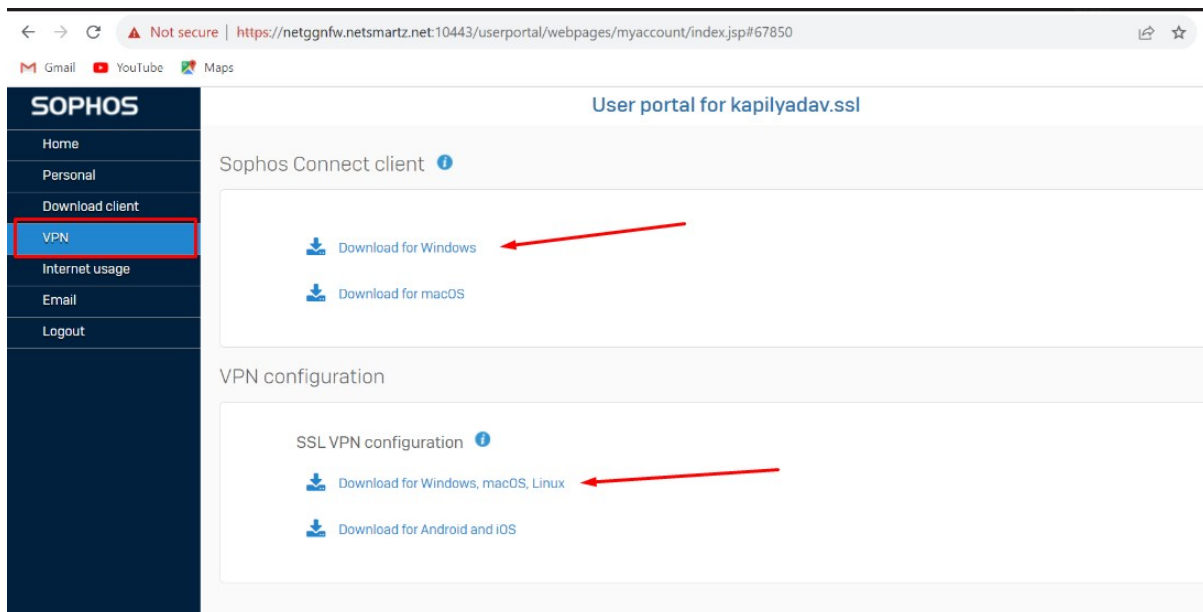 Not secure | https://netggnfw.netsmartz.net:10443/userportal/webpages/myaccount/index.jsp#67850
Gmail YouTube Maps
SOPHOS
User portal for kapilyadav.ssl
Home
Personal
Download client
VPN
Internet usage
Email
Logout
Sophos Connect client
Download for Windows
Download for macOS
VPN configuration
SSL VPN configuration
Download for Windows, macOS, Linux
Download for Android and iOS